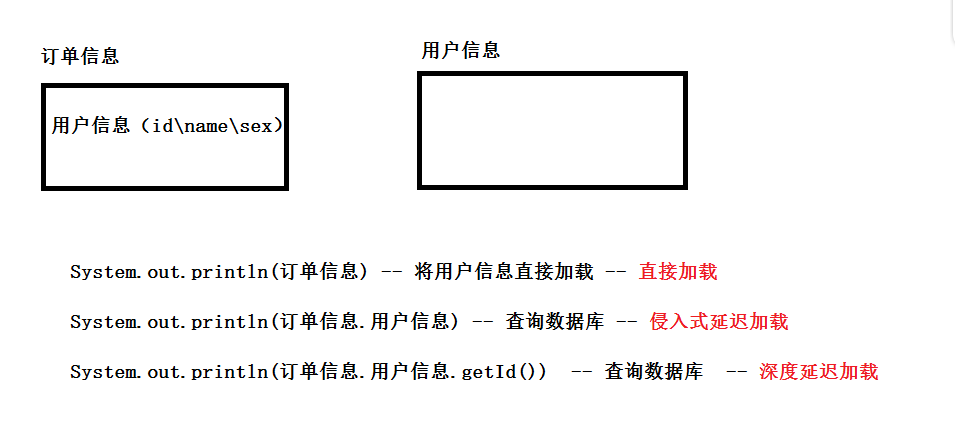 订单信息
用户信息
用户信息（id\name\sex）
System.out.println(订单信息) -- 将用户信息直接加载 -- 直接加载
System.out.println(订单信息.用户信息) -- 查询数据库 -- 侵入式延迟加载
System.out.println(订单信息.用户信息.getId()) -- 查询数据库 -- 深度延迟加载